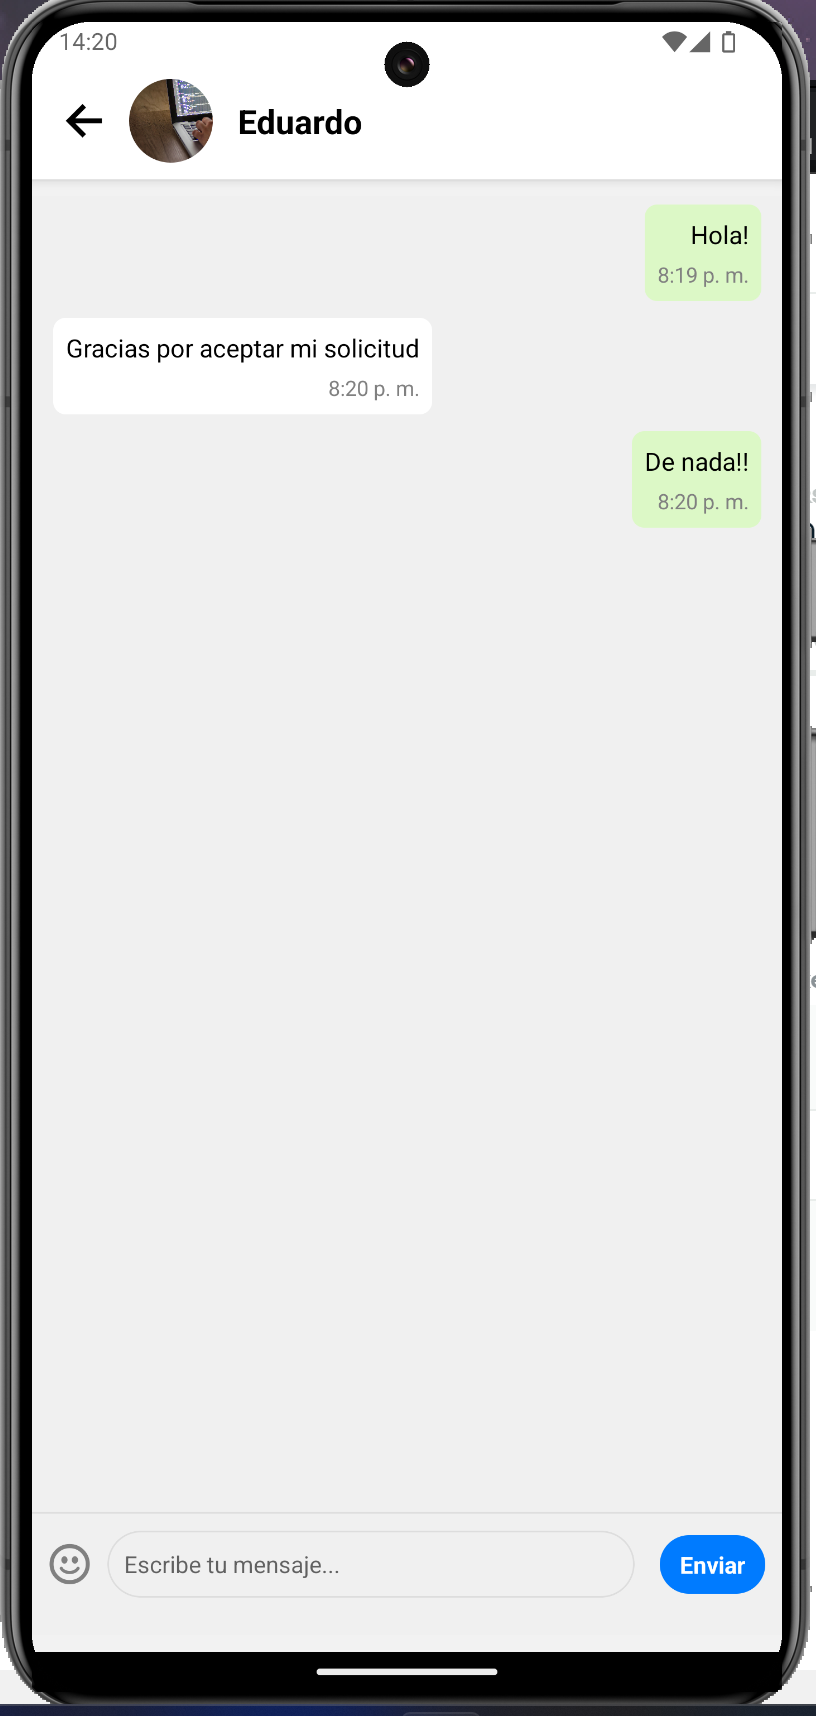 14:20
Eduardo
Hola!
8:19 p. m.
Gracias por aceptar mi solicitud
8:20 p. m.
De nada!!
8:20 p. m.
Escribe tu mensaje...
Enviar